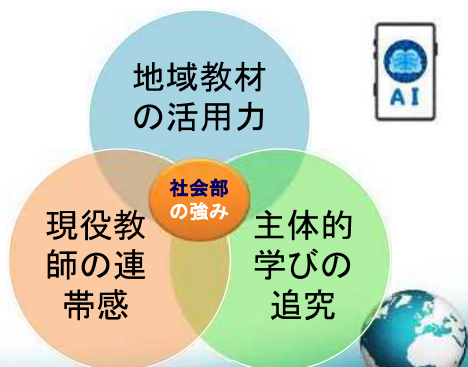 地域教材
の活用力
AI
社会部
の強み
現役教
師の連
帯感
主体的
学びの
追究